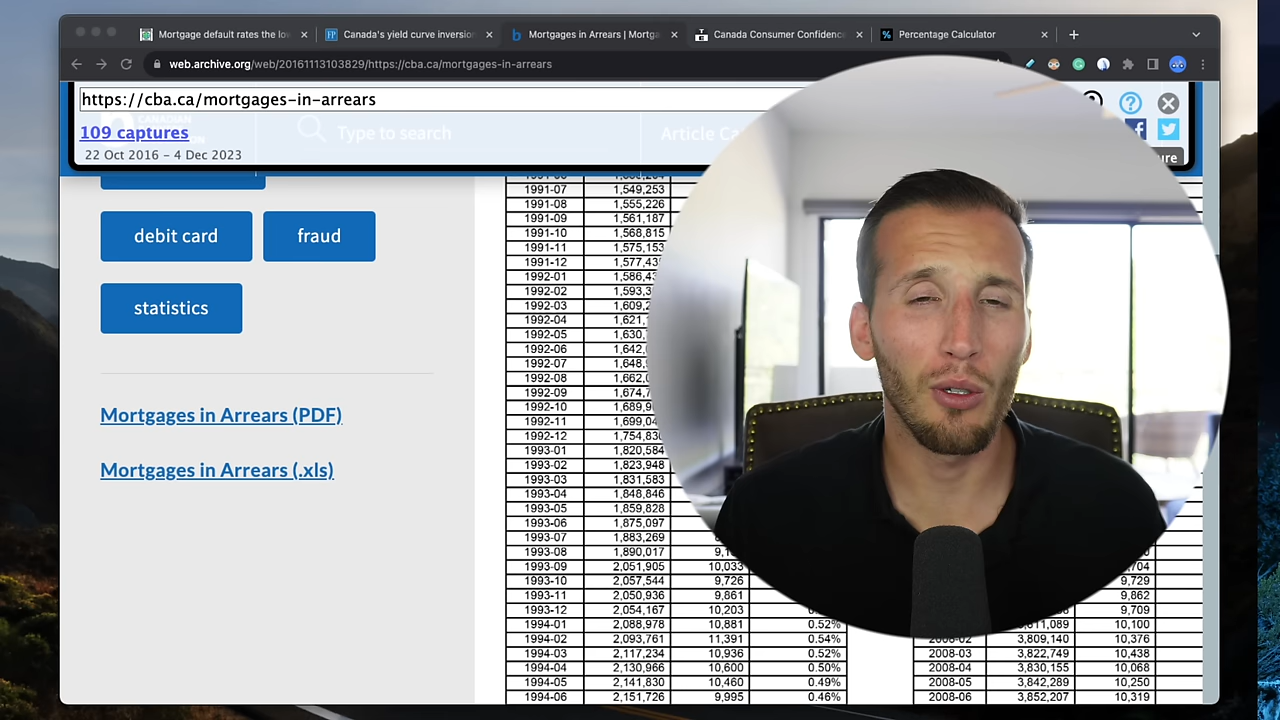 Mortgage default rates the lo
Canada's yield curve inversion
Mortgages in Arrears | Mortga
Canada Consumer Confidence
Percentage Calculator
web.archive.org/web/20161113103829/https://cba.ca/mortgages-in-arrears
https://cba.ca/mortgages-in-arrears
109 captures
22 Oct 2016 – 4 Dec 2023
Type to search
debit card
fraud
statistics
Mortgages in Arrears (PDF)
Mortgages in Arrears (.xls)
1991-07 1,549,253
1991-08 1,555,226
1991-09 1,561,187
1991-10 1,568,815
1991-11 1,575,153
1991-12
1992-01
1992-02
1992-03
1992-04
1992-05
1992-06
1992-07
1992-08
1992-09
1992-10
1992-11
1992-12 1,754,830
1993-01 1,820,584
1993-02 1,823,948
1993-03 1,831,583
1993-04 1,848,846
1993-05 1,859,828
1993-06 1,875,097
1993-07 1,883,269
1993-08 1,890,017
1993-09 2,051,905 10,033
1993-10 2,057,544 9,726 9,729
1993-11 2,050,936 9,861 9,862
1993-12 2,054,167 10,203 9,709
1994-01 2,088,978 10,881 0.52% 10,100
1994-02 2,093,761 11,391 0.54% 2008-02 3,809,140 10,376
1994-03 2,117,234 10,936 0.52% 2008-03 3,822,749 10,438
1994-04 2,130,966 10,600 0.50% 2008-04 3,830,155 10,068
1994-05 2,141,830 10,460 0.49% 2008-05 3,842,289 10,250
1994-06 2,151,726 9,995 0.46% 2008-06 3,852,207 10,319